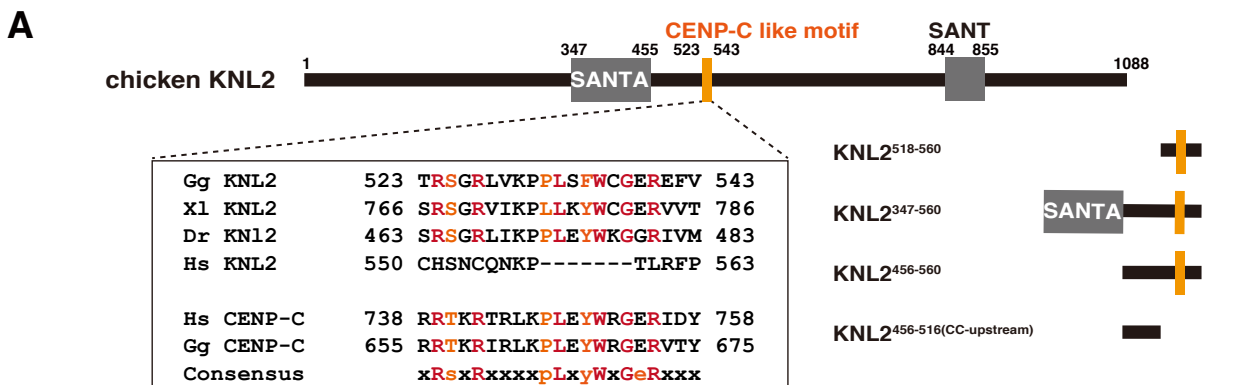 A
CENP-C like motif
SANT
347 455 523 543 844 855
1 1088
chicken KNL2
SANTA
KNL2518-560
Gg KNL2 523 TRSGRLVKPPLSFWCGEREFV 543
Xl KNL2 766 SRSGRVIKPLLKYWCGERVVT 786
KNL2347-560
SANTA
Dr KNl2 463 SRSGRLIKPPLEYWKGGRIVM 483
Hs KNL2 550 CHSNCQNKP-------TLRFP 563
KNL2456-560
Hs CENP-C 738 RRTKRTRLKPLEYWRGERIDY 758
KNL2456-516(CC-upstream)
Gg CENP-C 655 RRTKRIRLKPLEYWRGERVTY 675
Consensus xRsxRxxxxpLxyWxGeRxxx